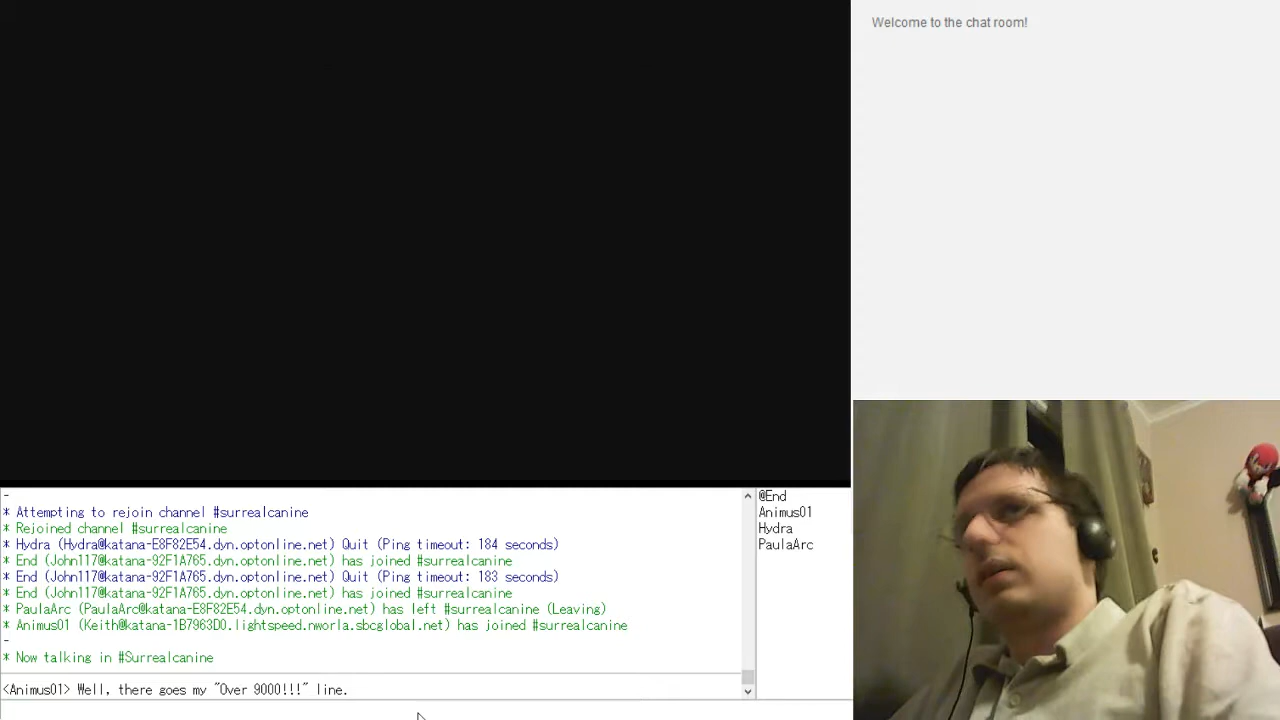 Welcome to the chat room!
-
* Attempting to rejoin channel #surrealcanine
* Rejoined channel #surrealcanine
* Hydra (Hydra@katana-E8F82E54.dyn.optonline.net) Quit (Ping timeout: 184 seconds)
* End (John117@katana-92F1A765.dyn.optonline.net) has joined #surrealcanine
* End (John117@katana-92F1A765.dyn.optonline.net) Quit (Ping timeout: 183 seconds)
* End (John117@katana-92F1A765.dyn.optonline.net) has joined #surrealcanine
* PaulaArc (PaulaArc@katana-E8F82E54.dyn.optonline.net) has left #surrealcanine (Leaving)
* Animus01 (Keith@katana-1B7963D0.lightspeed.nworla.sbcglobal.net) has joined #surrealcanine
-
* Now talking in #Surrealcanine
<Animus01> Well, there goes my "Over 9000!!!" line.
@End
Animus01
Hydra
PaulaArc